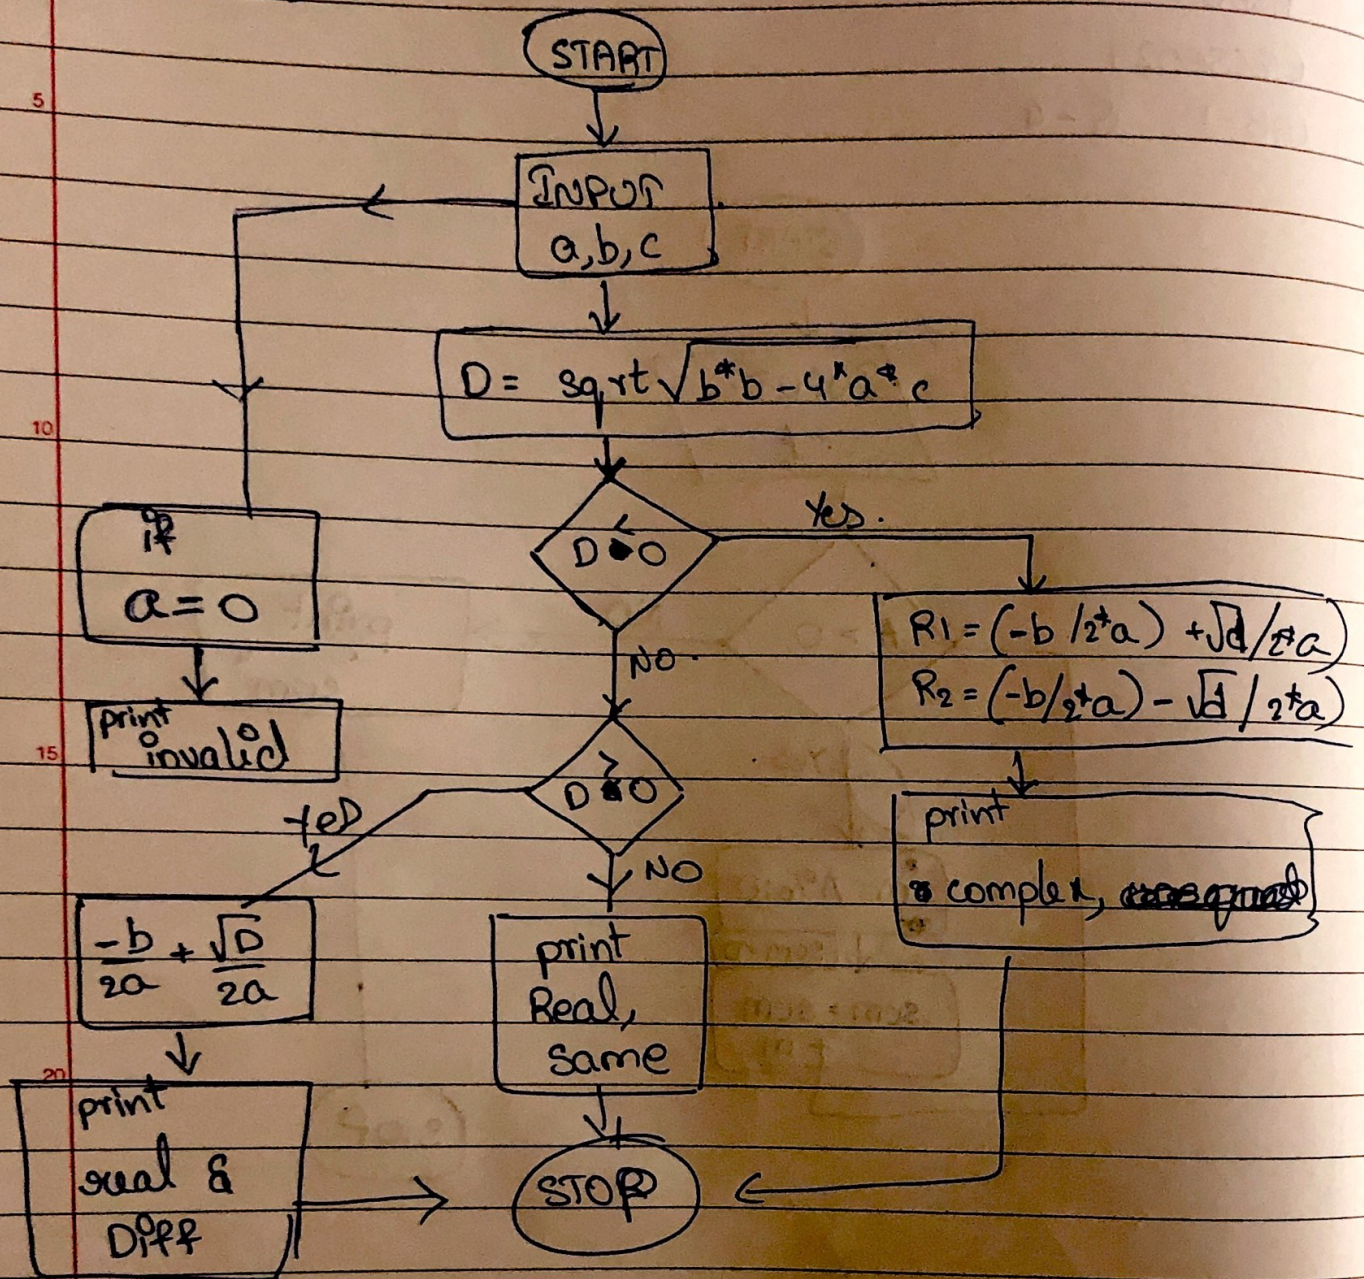 START
5
INPUT
a,b,c
D = sqrt √b*b-4*a*c
10
if
a=0
D<0
Yes.
R1=(-b/2*a) +√d/2*a)
R2=(-b/2*a)-√d/2*a)
NO.
print
invalid
15
D>0
Yes
NO
print
complex,
-b/2a + √D/2a
print
Real,
Same
20
print
real &
Diff
STOP